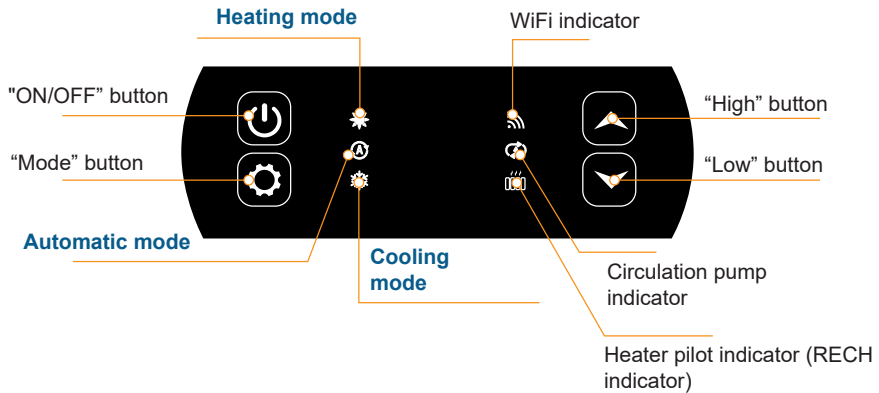 Heating mode
WiFi indicator
"ON/OFF” button
“High” button
“Mode” button
“Low” button
A
Automatic mode
Cooling
mode
Circulation pump
indicator
Heater pilot indicator (RECH
indicator)